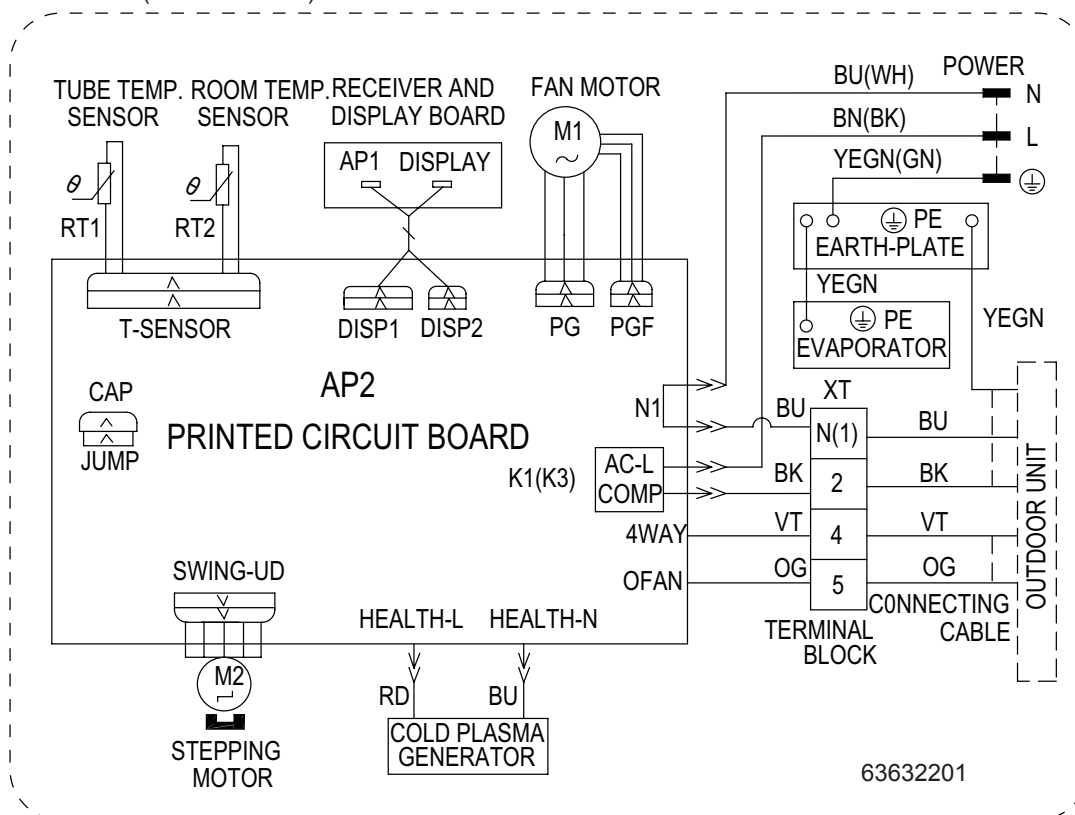 TUBE TEMP.
SENSOR
ROOM TEMP.
SENSOR
RECEIVER AND
DISPLAY BOARD
FAN MOTOR
BU(WH)
POWER
N
BN(BK)
L
YEGN(GN)
M1
AP1
DISPLAY
θ
RT1
θ
RT2
PE
EARTH-PLATE
YEGN
PE
EVAPORATOR
YEGN
T-SENSOR
DISP1
DISP2
PG
PGF
CAP
JUMP
AP2
PRINTED CIRCUIT BOARD
N1
K1(K3)
AC-L
COMP
4WAY
OFAN
XT
BU
N(1)
BU
BK
2
BK
VT
4
VT
OG
5
OG
TERMINAL
BLOCK
C0NNECTING
CABLE
OUTDOOR UNIT
SWING-UD
M2
STEPPING
MOTOR
HEALTH-L
HEALTH-N
RD
BU
COLD PLASMA
GENERATOR
63632201